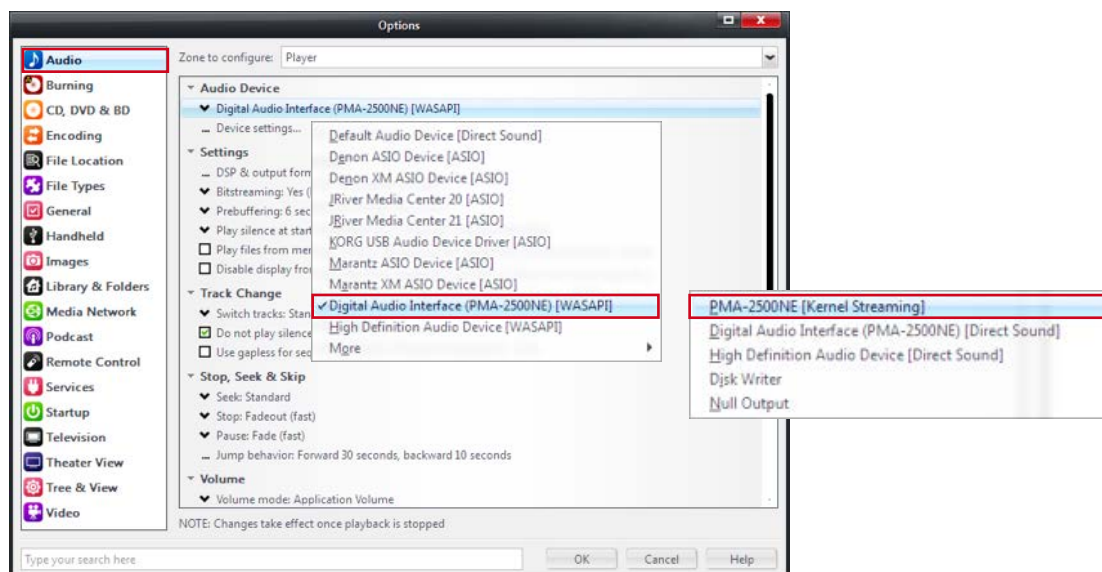 Options
Audio
Burning
CD, DVD & BD
Encoding
File Location
File Types
General
Handheld
Images
Library & Folders
Media Network
Podcast
Remote Control
Services
Startup
Television
Theater View
Tree & View
Video
Zone to configure: Player
Audio Device
Digital Audio Interface (PMA-2500NE) [WASAPI]
... Device settings...
Settings
... DSP & output form
Bitstreaming: Yes (
Prebuffering: 6 sec
Play silence at start
Play files from mem
Disable display fro
Track Change
Switch tracks: Stan
Do not play silence
Use gapless for seq
Stop, Seek & Skip
Seek: Standard
Stop: Fadeout (fast)
Pause: Fade (fast)
... Jump behavior: Forward 30 seconds, backward 10 seconds
Volume
Volume mode: Application Volume
Default Audio Device [Direct Sound]
Denon ASIO Device [ASIO]
Denon XM ASIO Device [ASIO]
JRiver Media Center 20 [ASIO]
JRiver Media Center 21 [ASIO]
KORG USB Audio Device Driver [ASIO]
Marantz ASIO Device [ASIO]
Marantz XM ASIO Device [ASIO]
Digital Audio Interface (PMA-2500NE) [WASAPI]
High Definition Audio Device [WASAPI]
More
PMA-2500NE [Kernel Streaming]
Digital Audio Interface (PMA-2500NE) [Direct Sound]
High Definition Audio Device [Direct Sound]
Disk Writer
Null Output
NOTE: Changes take effect once playback is stopped
Type your search here
OK
Cancel
Help